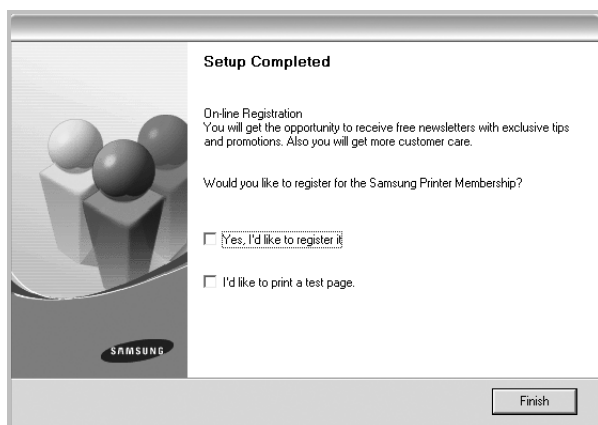 Setup Completed
On-line Registration
You will get the opportunity to receive free newsletters with exclusive tips
and promotions. Also you will get more customer care.
Would you like to register for the Samsung Printer Membership?
Yes, I'd like to register it
I'd like to print a test page.
SAMSUNG
Finish